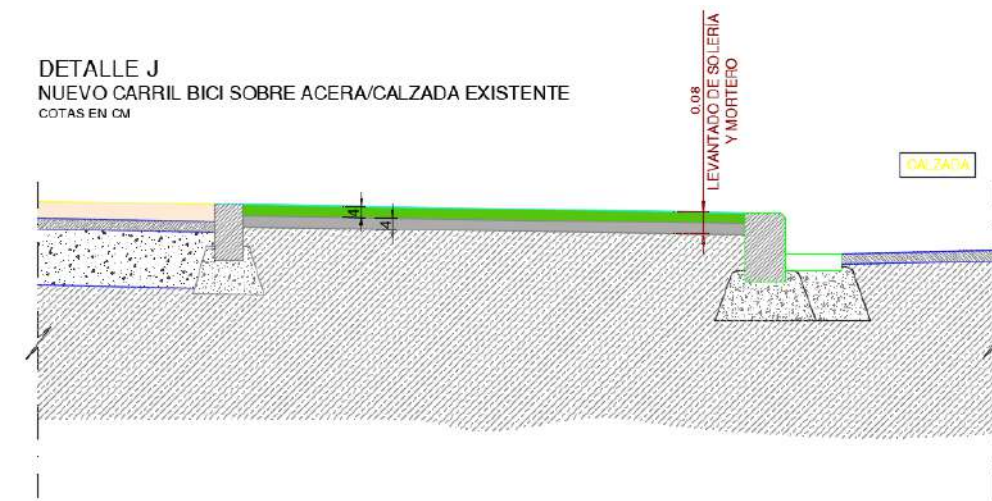 DETALLE J
NUEVO CARRIL BICI SOBRE ACERA/CALZADA EXISTENTE
COTAS EN CM
0,08
LEVANTADO DE SOLERÍA
Y MORTERO
CALZADA
4
4